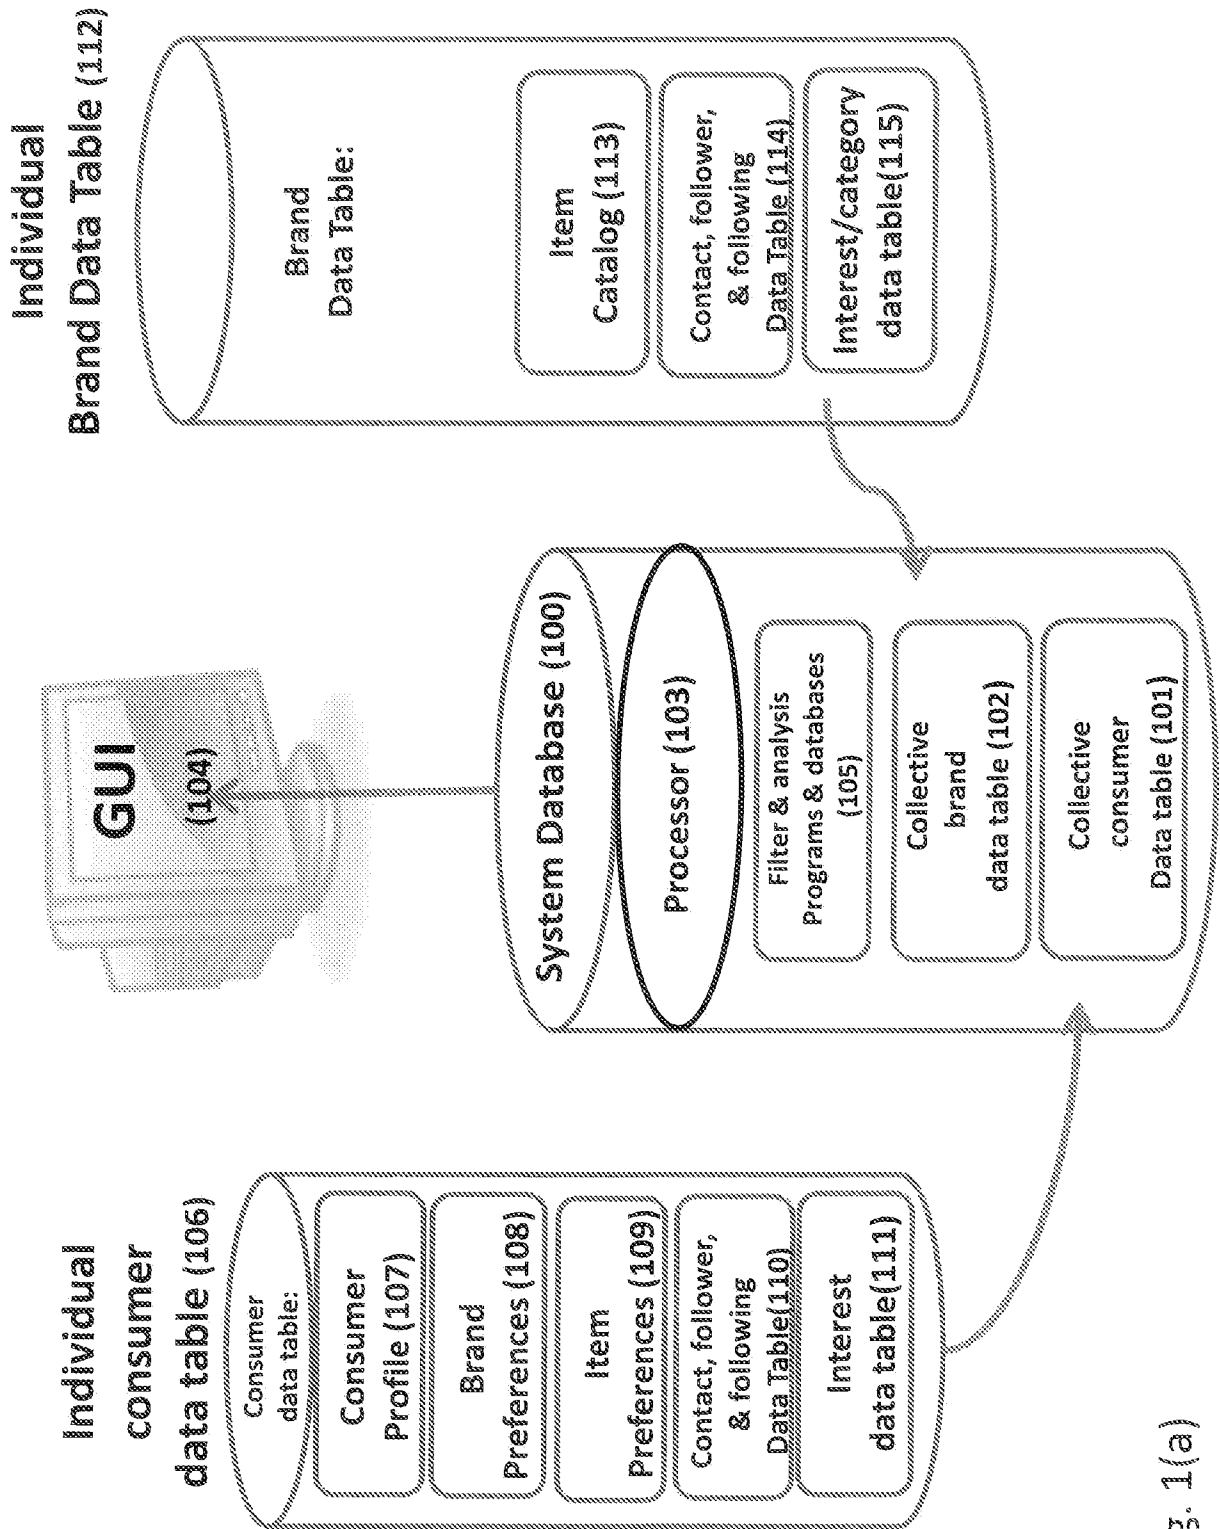 Individual
consumer
data table (106)
Consumer
data table:
Consumer
Profile (107)
Brand
Preferences (108)
Item
Preferences (109)
Contact, follower,
& following
Data Table(110)
Interest
data table(111)
GUI
(104)
System Database (100)
Processor (103)
Filter & analysis
Programs & databases
(105)
Collective
brand
data table (102)
Collective
consumer
Data table (101)
Individual
Brand Data Table (112)
Brand
Data Table:
Item
Catalog (113)
Contact, follower,
& following
Data Table (114)
Interest/category
data table(115)
g. 1(a)